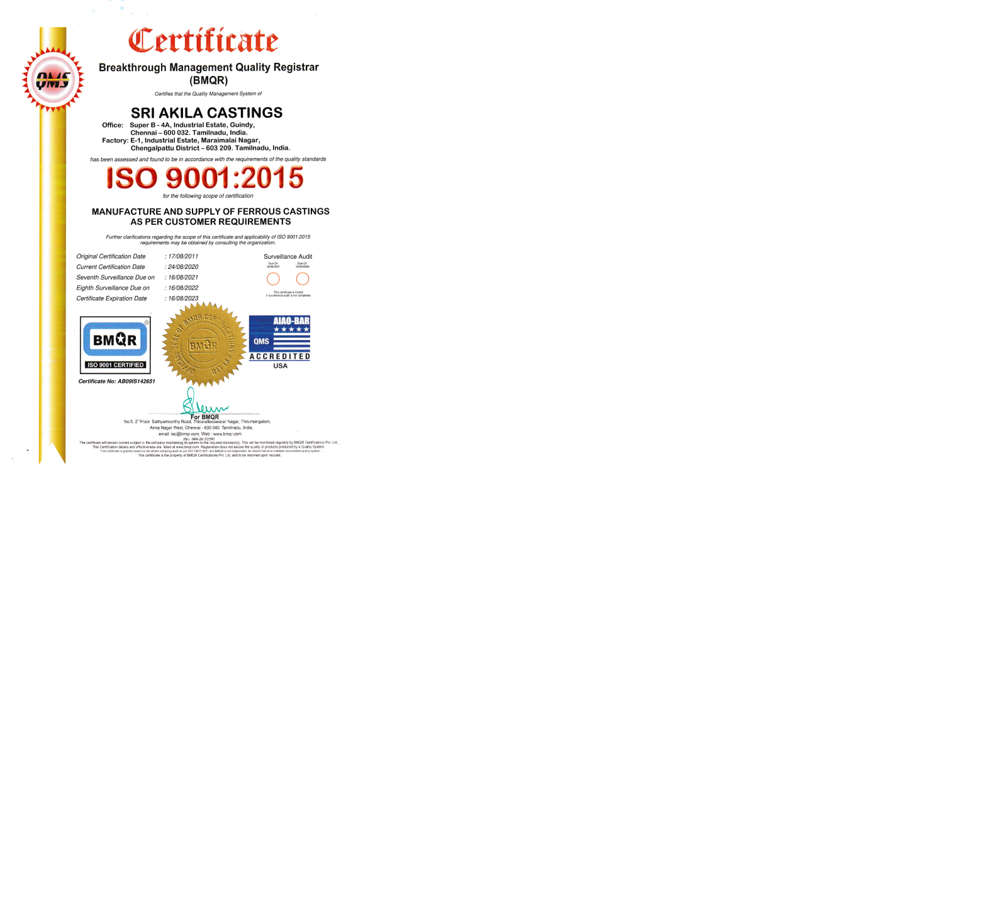 Certificate
QMS
Breakthrough Management Quality Registrar
(BMQR)
Certifies that the Quality Management System of
SRI AKILA CASTINGS
Office: Super B - 4A, Industrial Estate, Guindy,
Chennai – 600 032. Tamilnadu, India.
Factory: E-1, Industrial Estate, Maraimalai Nagar,
Chengalpattu District – 603 209. Tamilnadu, India.
has been assessed and found to be in accordance with the requirements of the quality standards
ISO 9001:2015
for the following scope of certification
MANUFACTURE AND SUPPLY OF FERROUS CASTINGS
AS PER CUSTOMER REQUIREMENTS
Further clarifications regarding the scope of this certificate and applicability of ISO 9001:2015
requirements may be obtained by consulting the organization.
Original Certification Date : 17/08/2011
Current Certification Date : 24/08/2020
Seventh Surveillance Due on : 16/08/2021
Eighth Surveillance Due on : 16/08/2022
Certificate Expiration Date : 16/08/2023
Surveillance Audit
Due On Due On
16/08/2021 16/08/2022
This certificate is invalid
if surveillance audit is not completed
BMQR ®
ISO 9001 CERTIFIED
Certificate No: AB09IS142651
OFFICIAL SEAL OF BMQR CERTIFICATIONS PVT LTD
BMQR
AIAO-BAR
QMS
ACCREDITED
USA
For BMQR
No:5, 2nd Floor, Sathyamoorthy Road, Thiruvalleeswarar Nagar, Thirumangalam,
Anna Nagar West, Chennai - 600 040. Tamilnadu, India.
email: iso@bmqr.com, Web : www.bmqr.com
PH:- 044-26152595
The certificate will remain current subject to the company maintaining its system to the required standard(s). This will be monitored regularly by BMQR Certifications Pvt. Ltd.,
This Certification details and effectiveness are listed at www.bmqr.com. Registration does not assure the quality of products produced by a Quality System.
This Certificate is granted based on the limited sampling audit as per ISO 19011:2011 and BMQR is not responsible for client's failure to maintain documented quality system.
This certificate is the property of BMQR Certifications Pvt. Ltd, and to be returned upon request.